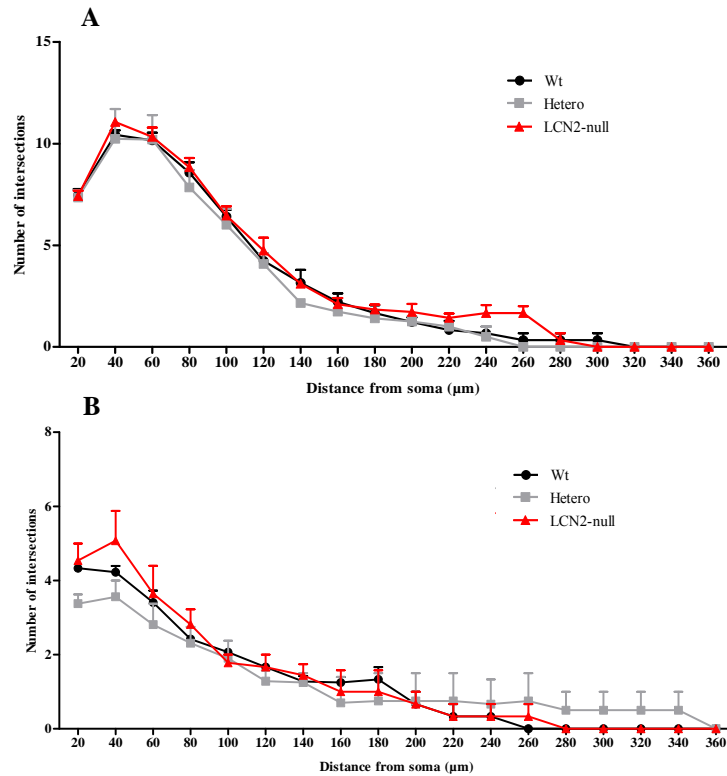 A
15
10
5
0
Number of intersections
Wt
Hetero
LCN2-null
20 40 60 80 100 120 140 160 180 200 220 240 260 280 300 320 340 360
Distance from soma (µm)
B
8
6
4
2
0
Number of intersections
Wt
Hetero
LCN2-null
20 40 60 80 100 120 140 160 180 200 220 240 260 280 300 320 340 360
Distance from soma (µm)